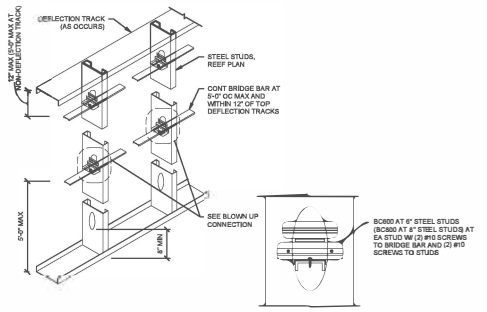 DEFLECTION TRACK
(AS OCCURS)
12" MAX (5'-0" MAX AT
NON-DEFLECTION TRACK)
STEEL STUDS,
REEF PLAN
CONT BRIDGE BAR AT
5'-0" OC MAX AND
WITHIN 12" OF TOP
DEFLECTION TRACKS
5'-0" MAX
8" MIN
SEE BLOWN UP
CONNECTION
BC600 AT 6" STEEL STUDS
(BC800 AT 8" STEEL STUDS) AT
EA STUD W/ (2) #10 SCREWS
TO BRIDGE BAR AND (2) #10
SCREWS TO STUDS